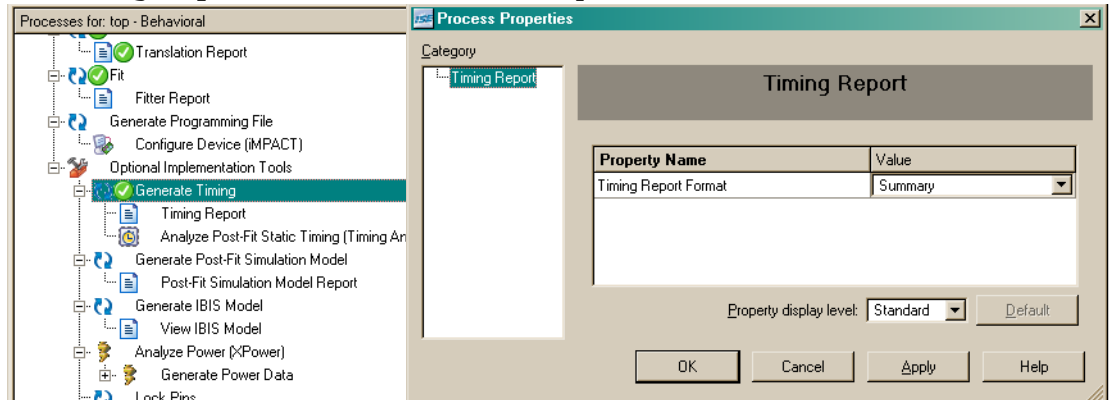 Processes for: top - Behavioral
Translation Report
Fit
Fitter Report
Generate Programming File
Configure Device (iMPACT)
Optional Implementation Tools
Generate Timing
Timing Report
Analyze Post-Fit Static Timing (Timing An
Generate Post-Fit Simulation Model
Post-Fit Simulation Model Report
Generate IBIS Model
View IBIS Model
Analyze Power (XPower)
Generate Power Data
Lock Pins
ISE Process Properties
Category
Timing Report
Timing Report
Property Name Value
Timing Report Format Summary
Property display level: Standard Default
OK Cancel Apply Help